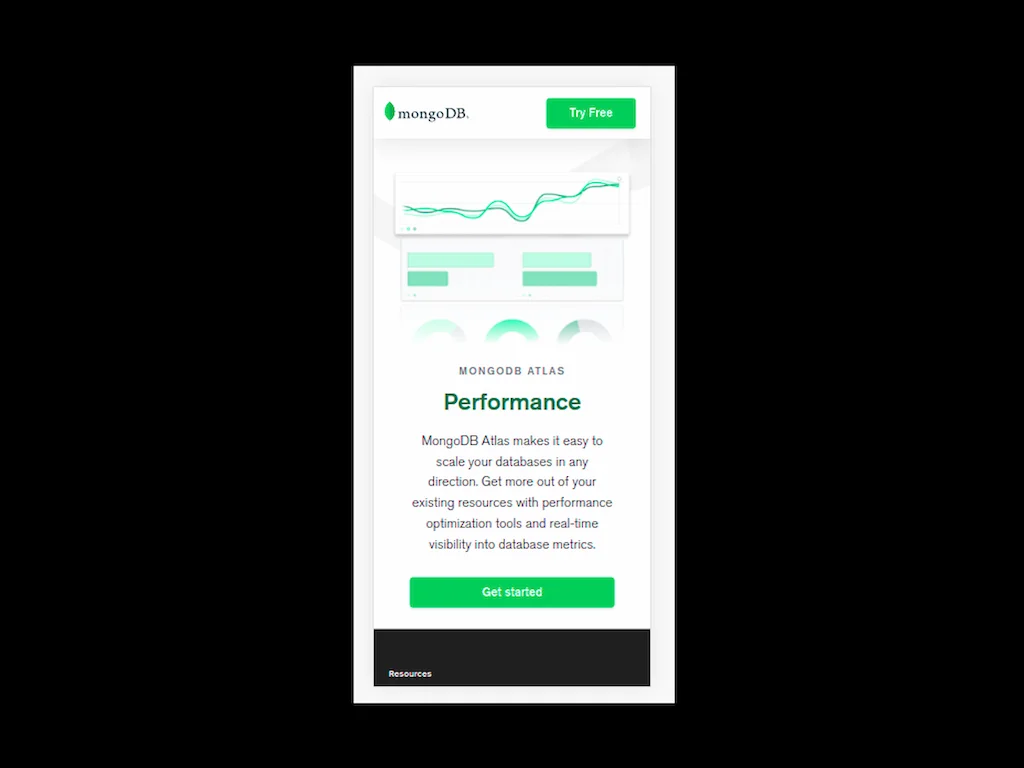 mongoDB.
Try Free
MONGODB ATLAS
Performance
MongoDB Atlas makes it easy to
scale your databases in any
direction. Get more out of your
existing resources with performance
optimization tools and real-time
visibility into database metrics.
Get started
Resources